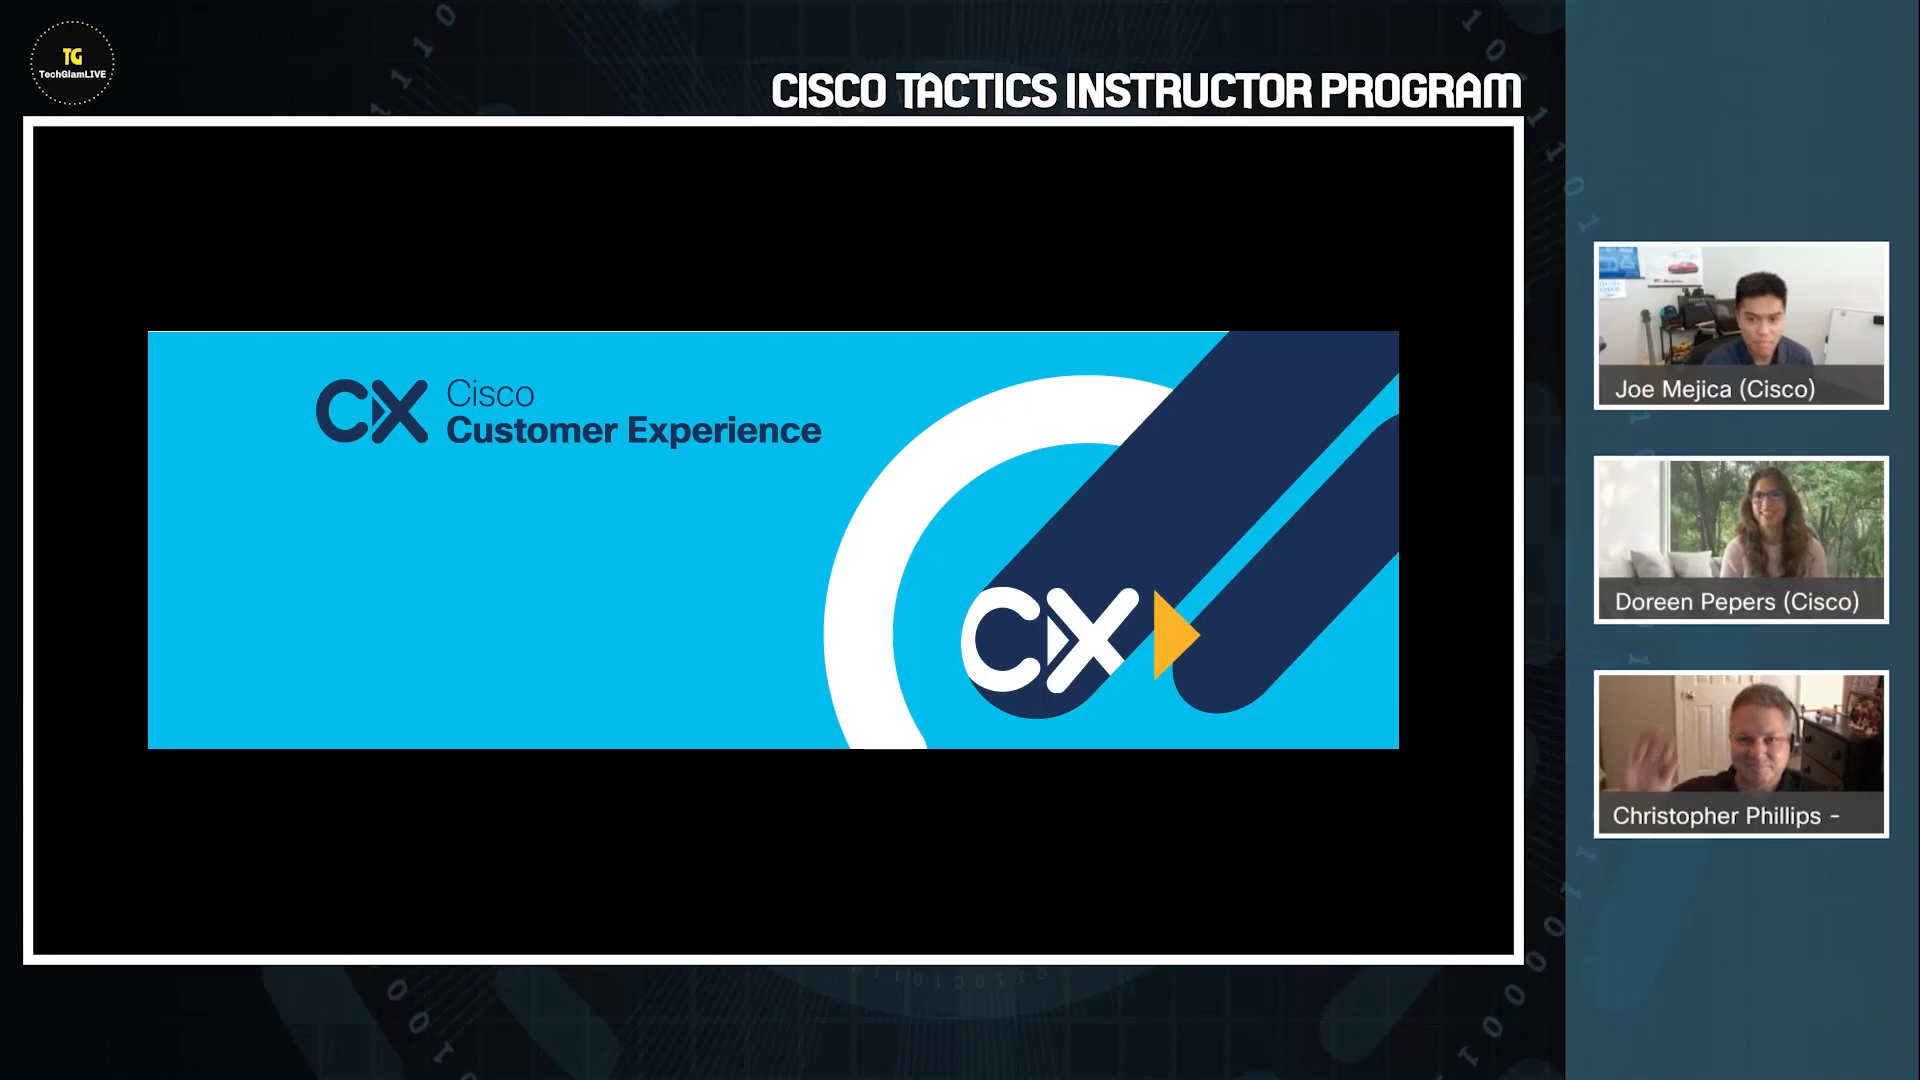 TG
TechGlamLIVE
CISCO TACTICS INSTRUCTOR PROGRAM
CX Cisco
Customer Experience
CX
Joe Mejica (Cisco)
Doreen Pepers (Cisco)
Christopher Phillips -